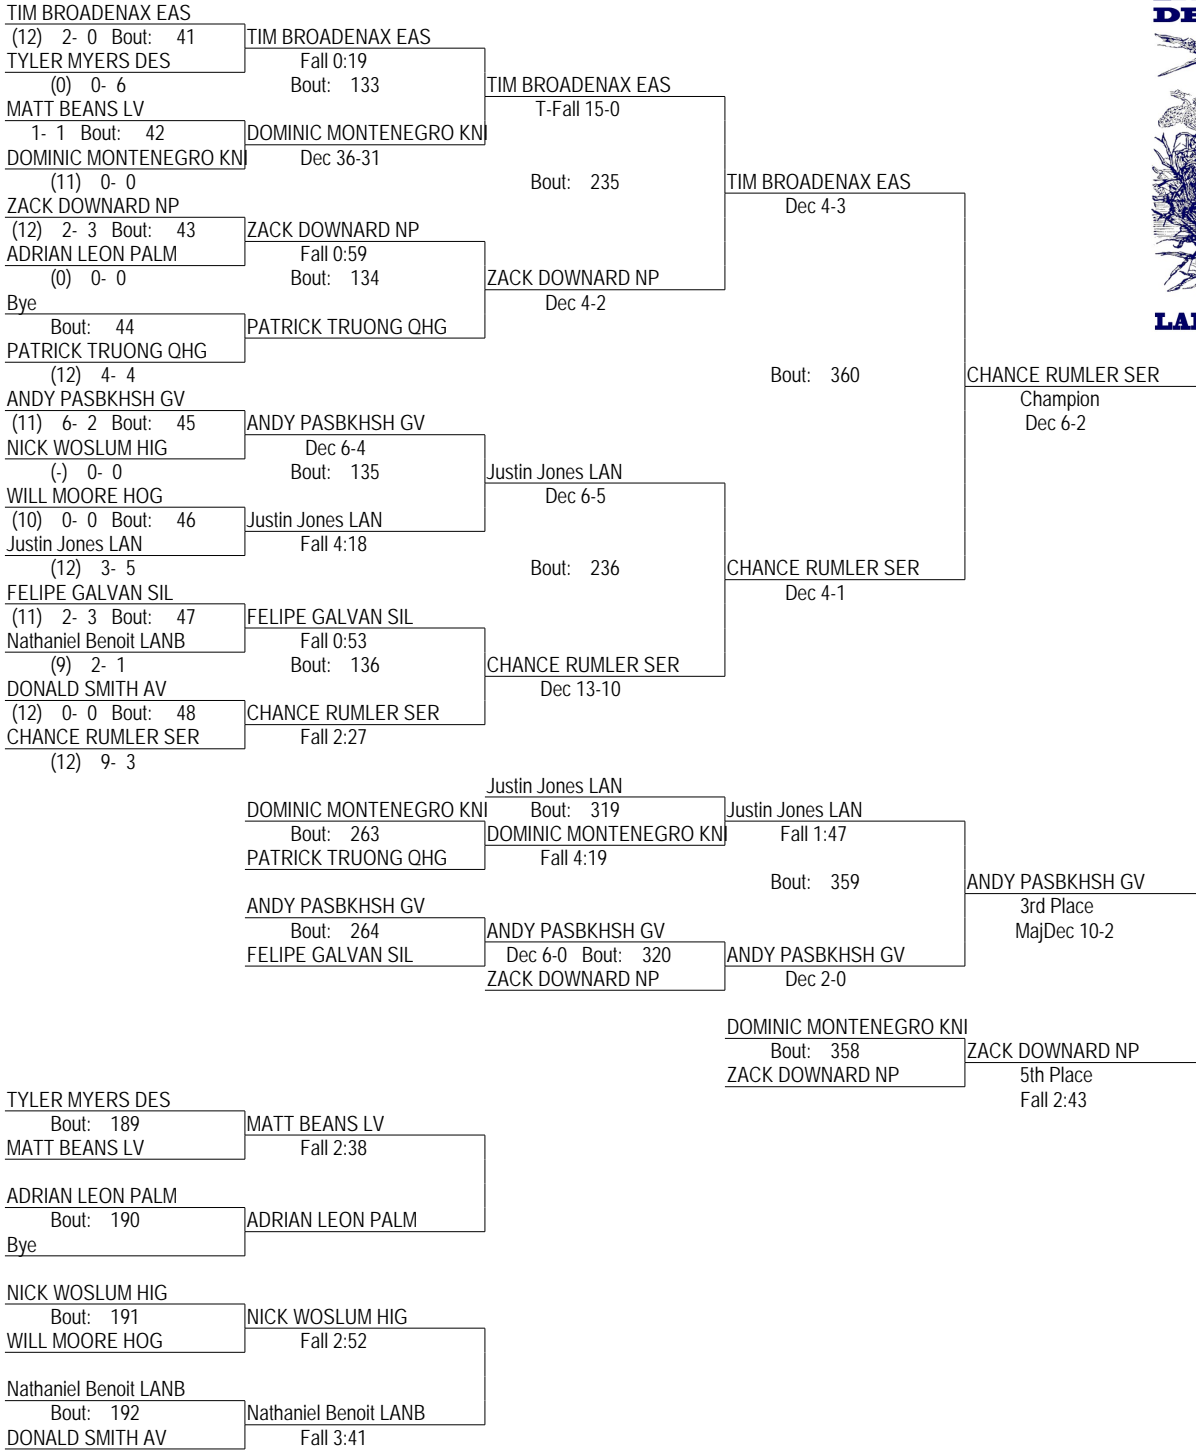 TIM BROADENAX EAS
(12) 2- 0 Bout: 41
TYLER MYERS DES
(0) 0- 6
MATT BEANS LV
1- 1 Bout: 42
DOMINIC MONTENEGRO KNI
(11) 0- 0
ZACK DOWNARD NP
(12) 2- 3 Bout: 43
ADRIAN LEON PALM
(0) 0- 0
Bye
Bout: 44
PATRICK TRUONG QHG
(12) 4- 4
ANDY PASBKHSH GV
(11) 6- 2 Bout: 45
NICK WOSLUM HIG
(-) 0- 0
WILL MOORE HOG
(10) 0- 0 Bout: 46
Justin Jones LAN
(12) 3- 5
FELIPE GALVAN SIL
(11) 2- 3 Bout: 47
Nathaniel Benoit LANB
(9) 2- 1
DONALD SMITH AV
(12) 0- 0 Bout: 48
CHANCE RUMLER SER
(12) 9- 3
TIM BROADENAX EAS
Fall 0:19
Bout: 133
DOMINIC MONTENEGRO KNI
Dec 36-31
ZACK DOWNARD NP
Fall 0:59
Bout: 134
PATRICK TRUONG QHG
ANDY PASBKHSH GV
Dec 6-4
Bout: 135
Justin Jones LAN
Fall 4:18
FELIPE GALVAN SIL
Fall 0:53
Bout: 136
CHANCE RUMLER SER
Fall 2:27
TIM BROADENAX EAS
T-Fall 15-0
Bout: 235
ZACK DOWNARD NP
Dec 4-2
Justin Jones LAN
Dec 6-5
Bout: 236
CHANCE RUMLER SER
Dec 13-10
TIM BROADENAX EAS
Dec 4-3
Bout: 360
CHANCE RUMLER SER
Dec 4-1
CHANCE RUMLER SER
Champion
Dec 6-2
DOMINIC MONTENEGRO KNI
Bout: 263
PATRICK TRUONG QHG
ANDY PASBKHSH GV
Bout: 264
FELIPE GALVAN SIL
Justin Jones LAN
Bout: 319
DOMINIC MONTENEGRO KNI
Fall 4:19
ANDY PASBKHSH GV
Dec 6-0 Bout: 320
ZACK DOWNARD NP
Justin Jones LAN
Fall 1:47
Bout: 359
ANDY PASBKHSH GV
Dec 2-0
ANDY PASBKHSH GV
3rd Place
MajDec 10-2
DOMINIC MONTENEGRO KNI
Bout: 358
ZACK DOWNARD NP
ZACK DOWNARD NP
5th Place
Fall 2:43
TYLER MYERS DES
Bout: 189
MATT BEANS LV
MATT BEANS LV
Fall 2:38
ADRIAN LEON PALM
Bout: 190
Bye
ADRIAN LEON PALM
NICK WOSLUM HIG
Bout: 191
WILL MOORE HOG
NICK WOSLUM HIG
Fall 2:52
Nathaniel Benoit LANB
Bout: 192
DONALD SMITH AV
Nathaniel Benoit LANB
Fall 3:41